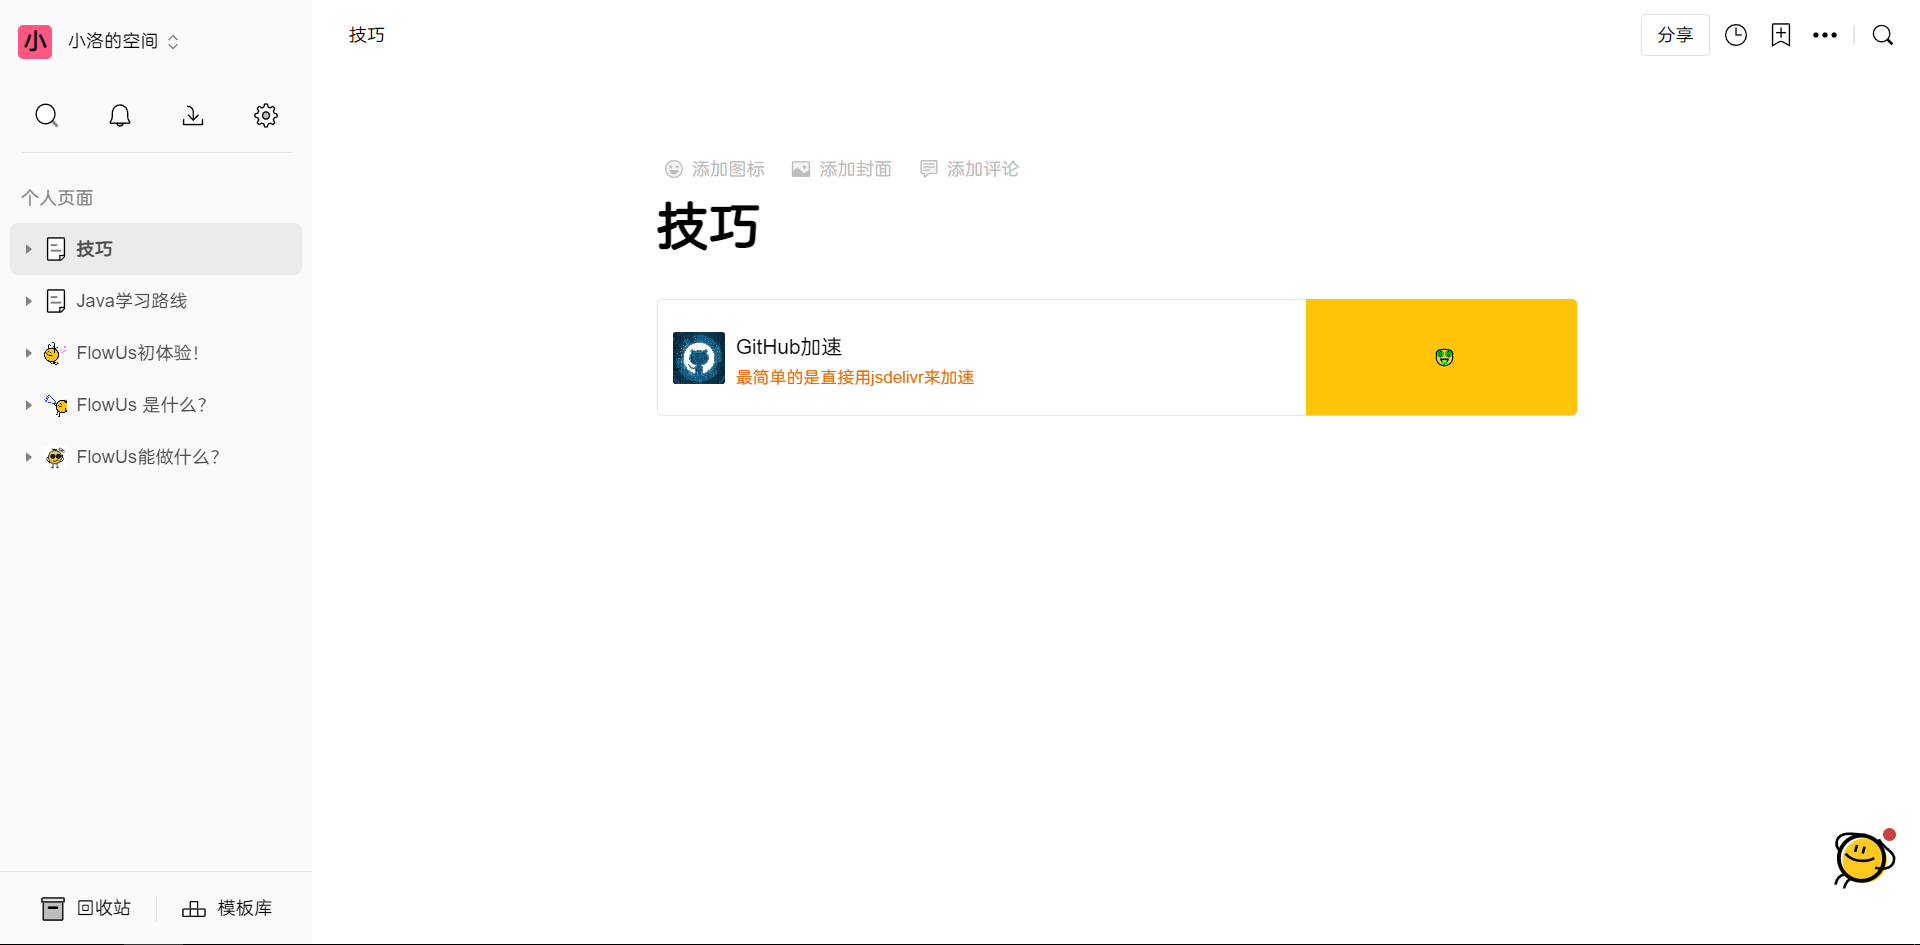 小 小洛的空间
个人页面
技巧
Java学习路线
FlowUs初体验！
FlowUs 是什么？
FlowUs能做什么？
回收站
模板库
技巧
分享
添加图标 添加封面 添加评论
技巧
GitHub加速
最简单的是直接用jsdelivr来加速